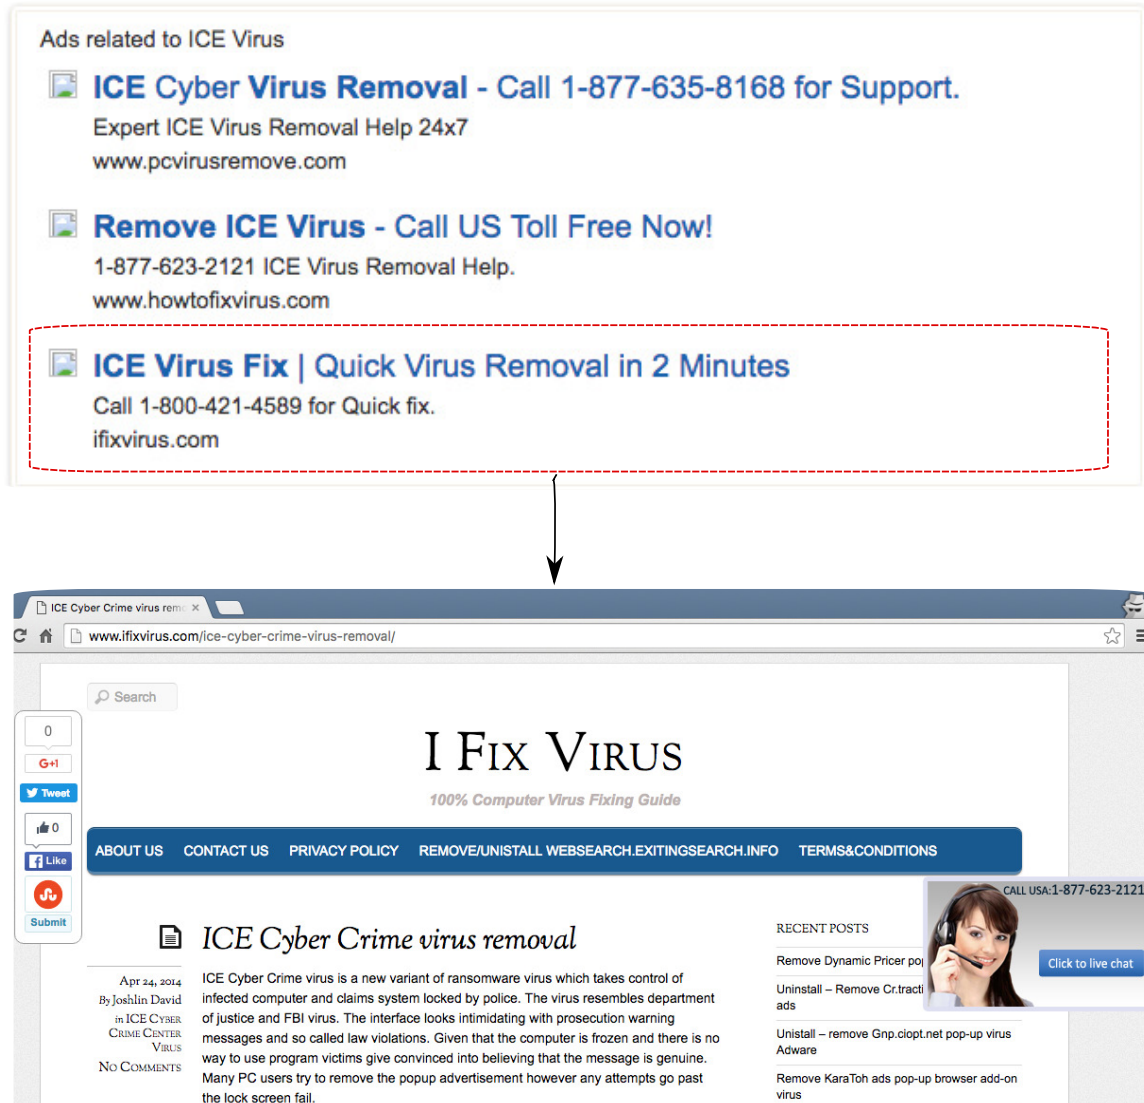 Ads related to ICE Virus
ICE Cyber Virus Removal - Call 1-877-635-8168 for Support.
Expert ICE Virus Removal Help 24x7
www.pcvirusremove.com
Remove ICE Virus - Call US Toll Free Now!
1-877-623-2121 ICE Virus Removal Help.
www.howtofixvirus.com
ICE Virus Fix | Quick Virus Removal in 2 Minutes
Call 1-800-421-4589 for Quick fix.
ifixvirus.com
ICE Cyber Crime virus remo
www.ifixvirus.com/ice-cyber-crime-virus-removal/
Search
0
G+1
Tweet
0
Like
Submit
I FIX VIRUS
100% Computer Virus Fixing Guide
ABOUT US CONTACT US PRIVACY POLICY REMOVE/UNISTALL WEBSEARCH.EXITINGSEARCH.INFO TERMS&CONDITIONS
CALL USA:1-877-623-2121
Click to live chat
ICE Cyber Crime virus removal
Apr 24, 2014
By Joshlin David
in ICE CYBER
CRIME CENTER
VIRUS
NO COMMENTS
ICE Cyber Crime virus is a new variant of ransomware virus which takes control of
infected computer and claims system locked by police. The virus resembles department
of justice and FBI virus. The interface looks intimidating with prosecution warning
messages and so called law violations. Given that the computer is frozen and there is no
way to use program victims give convinced into believing that the message is genuine.
Many PC users try to remove the popup advertisement however any attempts go past
the lock screen fail.
RECENT POSTS
Remove Dynamic Pricer po
Uninstall – Remove Cr.tracti
ads
Unistall – remove Gnp.ciopt.net pop-up virus
Adware
Remove KaraToh ads pop-up browser add-on
virus